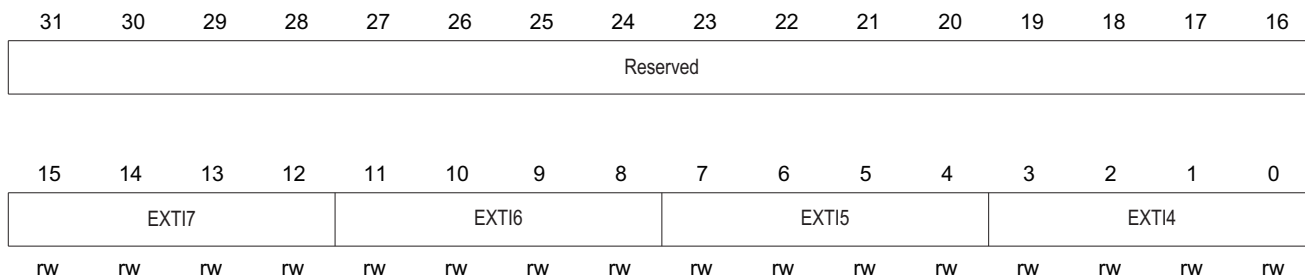 31 30 29 28 27 26 25 24 23 22 21 20 19 18 17 16
Reserved
15 14 13 12 11 10 9 8 7 6 5 4 3 2 1 0
EXTI7 EXTI6 EXTI5 EXTI4
rw rw rw rw rw rw rw rw rw rw rw rw rw rw rw rw